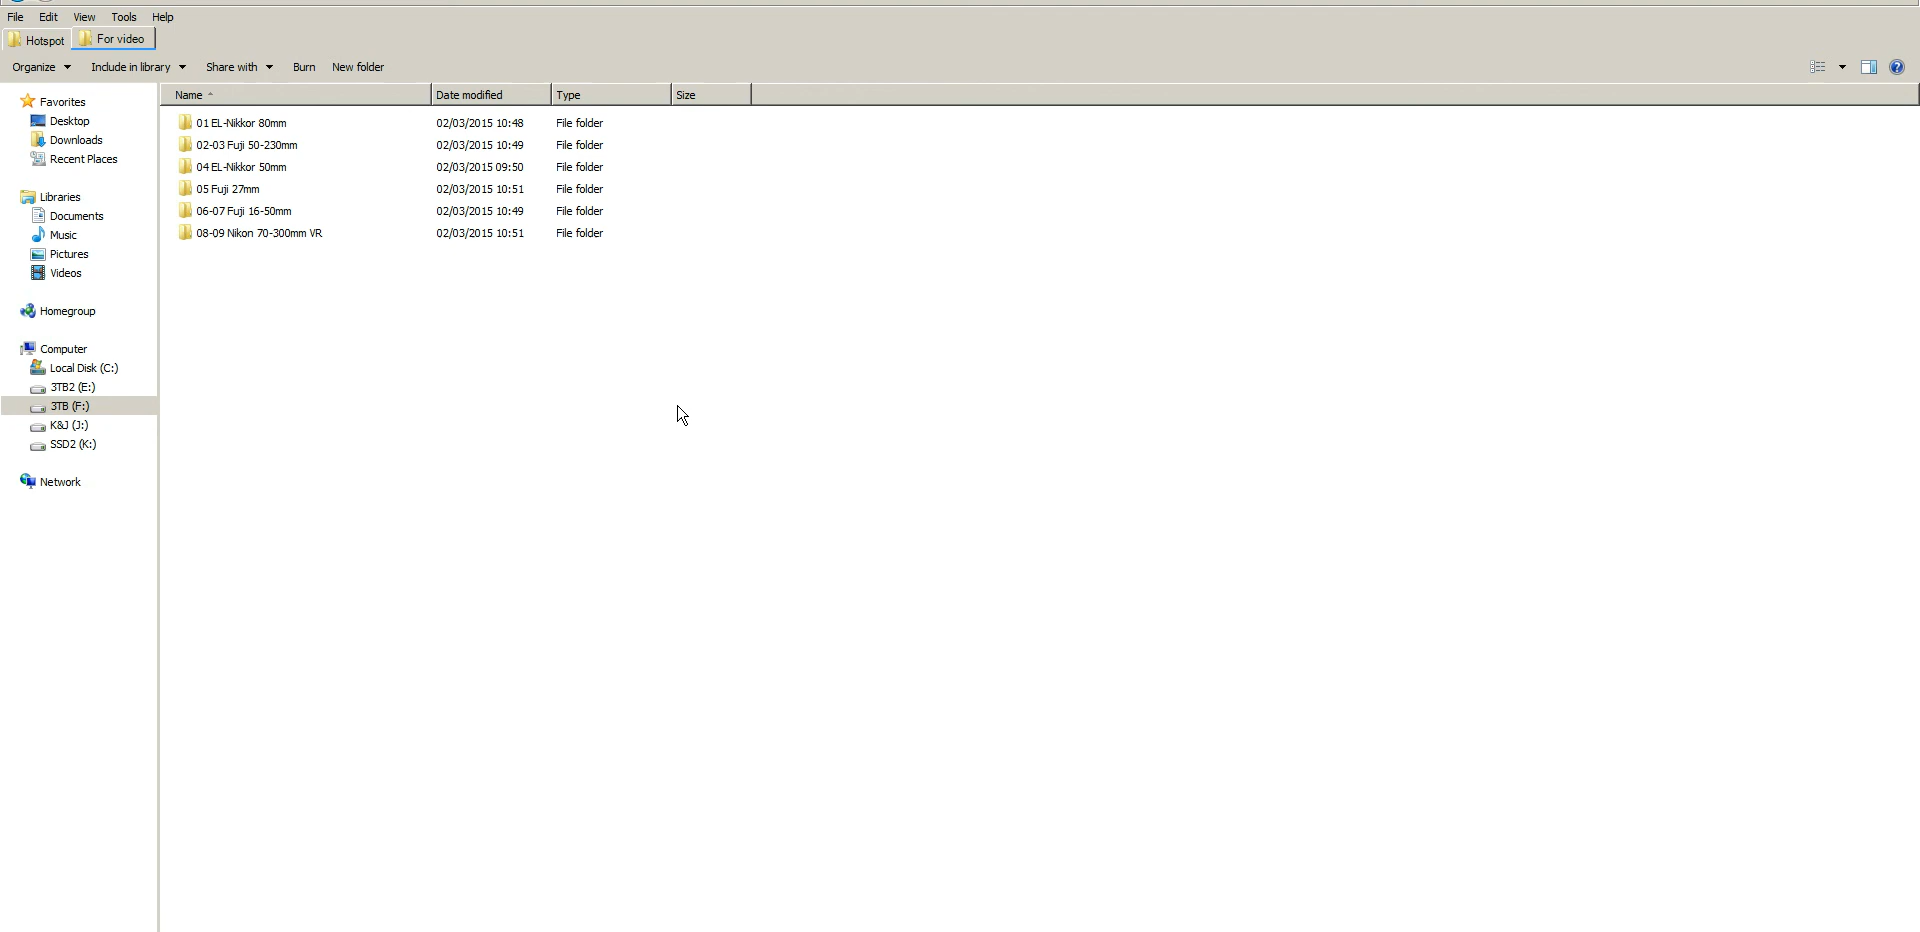 File Edit View Tools Help
Hotspot For video
Organize Include in library Share with Burn New folder
Name Date modified Type Size
Favorites
Desktop
Downloads
Recent Places
Libraries
Documents
Music
Pictures
Videos
Homegroup
Computer
Local Disk (C:)
3TB2 (E:)
3TB (F:)
K&J (J:)
SSD2 (K:)
Network
01 EL-Nikkor 80mm 02/03/2015 10:48 File folder
02-03 Fuji 50-230mm 02/03/2015 10:49 File folder
04 EL-Nikkor 50mm 02/03/2015 09:50 File folder
05 Fuji 27mm 02/03/2015 10:51 File folder
06-07 Fuji 16-50mm 02/03/2015 10:49 File folder
08-09 Nikon 70-300mm VR 02/03/2015 10:51 File folder